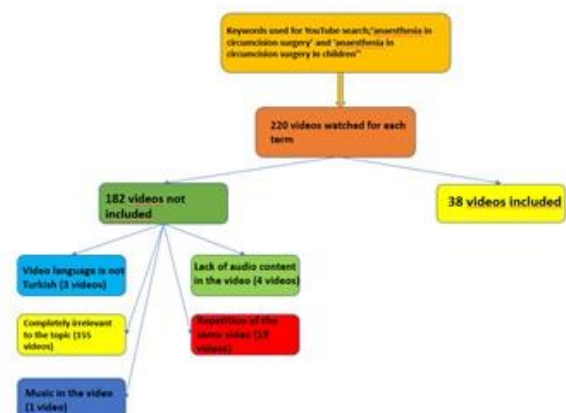 Keywords used for YouTube search;'anaesthesia in
circumcision surgery' and 'anaesthesia in
circumcision surgery in children'"
220 videos watched for each
term
182 videos not
included
38 videos included
Video language is not
Turkish (3 videos)
Lack of audio content
in the video (4 videos)
Completely irrelevant
to the topic (155
videos)
Repetition of the
same video (19
videos)
Music in the video
(1 video)